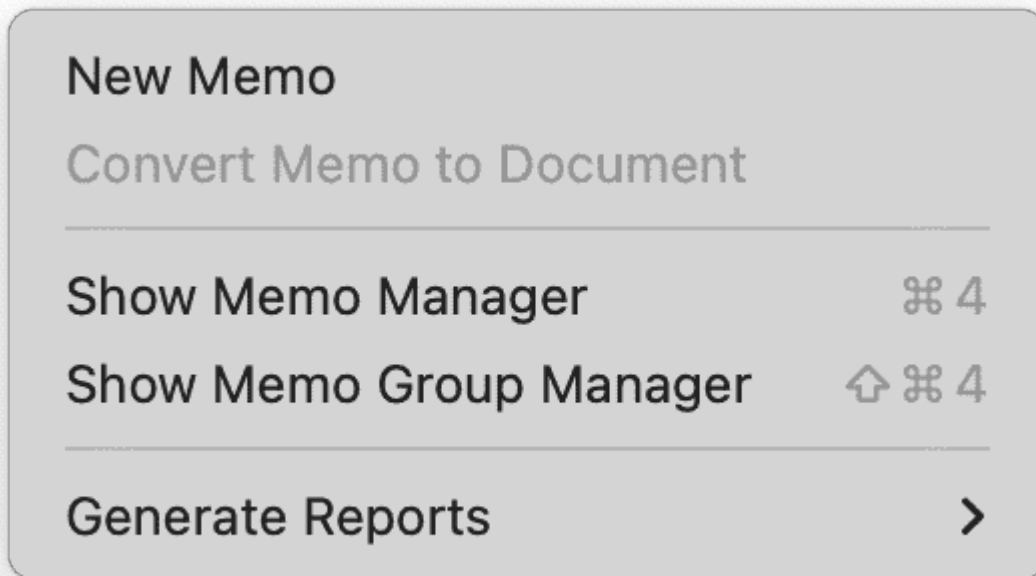 New Memo
Convert Memo to Document
Show Memo Manager ⌘ 4
Show Memo Group Manager ⇧ ⌘ 4
Generate Reports